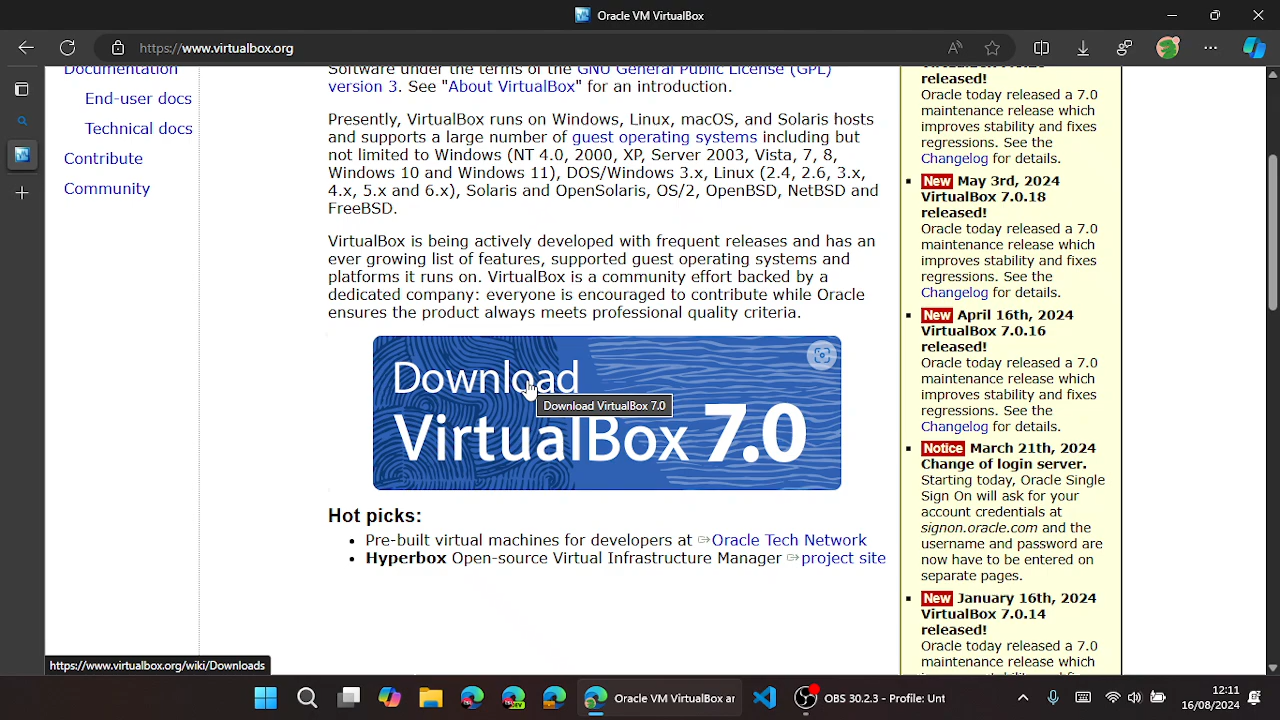 Oracle VM VirtualBox
https://www.virtualbox.org
Documentation
End-user docs
Technical docs
Contribute
Community
Software under the terms of the GNU General Public License (GPL)
version 3. See "About VirtualBox" for an introduction.
Presently, VirtualBox runs on Windows, Linux, macOS, and Solaris hosts
and supports a large number of guest operating systems including but
not limited to Windows (NT 4.0, 2000, XP, Server 2003, Vista, 7, 8,
Windows 10 and Windows 11), DOS/Windows 3.x, Linux (2.4, 2.6, 3.x,
4.x, 5.x and 6.x), Solaris and OpenSolaris, OS/2, OpenBSD, NetBSD and
FreeBSD.
VirtualBox is being actively developed with frequent releases and has an
ever growing list of features, supported guest operating systems and
platforms it runs on. VirtualBox is a community effort backed by a
dedicated company: everyone is encouraged to contribute while Oracle
ensures the product always meets professional quality criteria.
Download
Download VirtualBox 7.0
VirtualBox 7.0
Hot picks:
• Pre-built virtual machines for developers at Oracle Tech Network
• Hyperbox Open-source Virtual Infrastructure Manager project site
released!
Oracle today released a 7.0
maintenance release which
improves stability and fixes
regressions. See the
Changelog for details.
New May 3rd, 2024
VirtualBox 7.0.18
released!
Oracle today released a 7.0
maintenance release which
improves stability and fixes
regressions. See the
Changelog for details.
New April 16th, 2024
VirtualBox 7.0.16
released!
Oracle today released a 7.0
maintenance release which
improves stability and fixes
regressions. See the
Changelog for details.
Notice March 21th, 2024
Change of login server.
Starting today, Oracle Single
Sign On will ask for your
account credentials at
signon.oracle.com and the
username and password are
now have to be entered on
separate pages.
New January 16th, 2024
VirtualBox 7.0.14
released!
Oracle today released a 7.0
maintenance release which
https://www.virtualbox.org/wiki/Downloads
Oracle VM VirtualBox ar
OBS 30.2.3 - Profile: Unt
12:11
16/08/2024